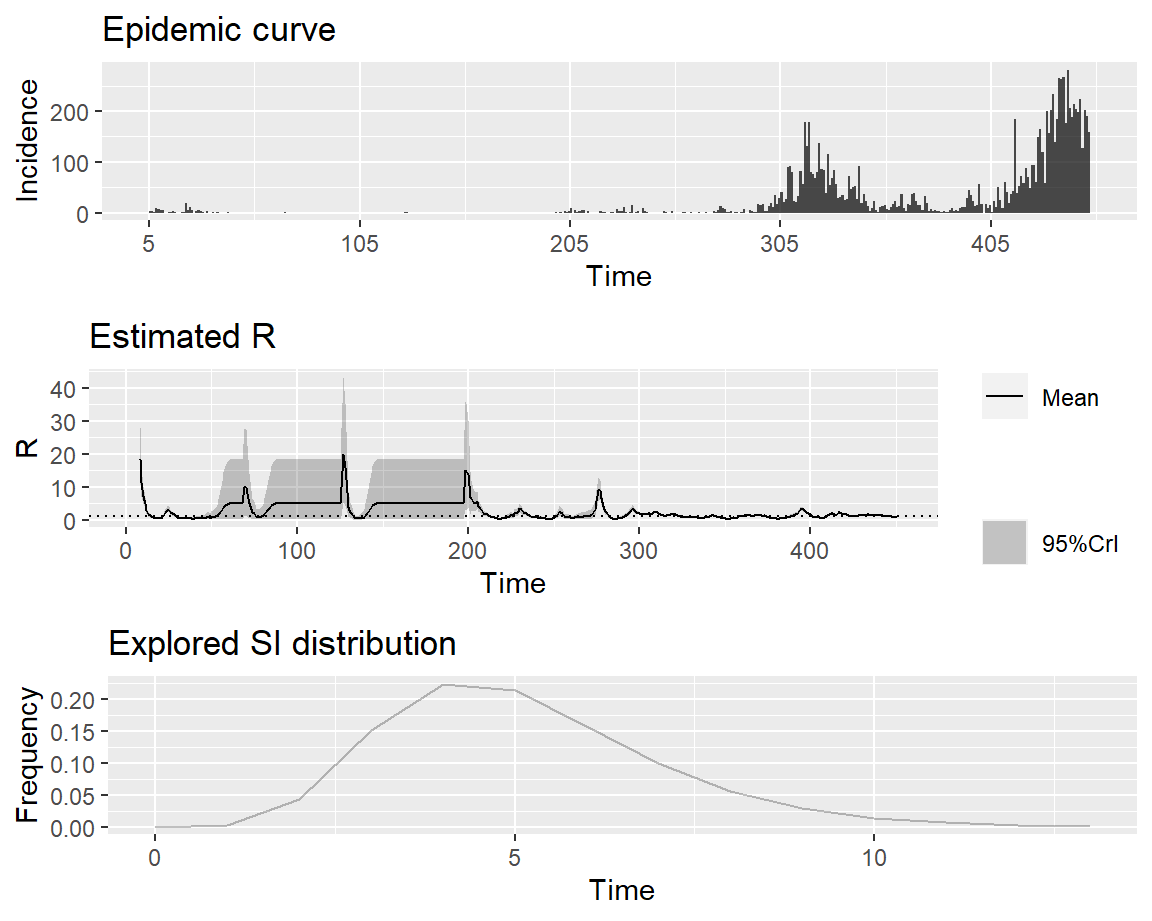 Epidemic curve
Incidence
200
100
0
5 105 205 305 405
Time
Estimated R
R
40
30
20
10
0
0 100 200 300 400
Time
Mean
95%CrI
Explored SI distribution
Frequency
0.20
0.15
0.10
0.05
0.00
0 5 10
Time